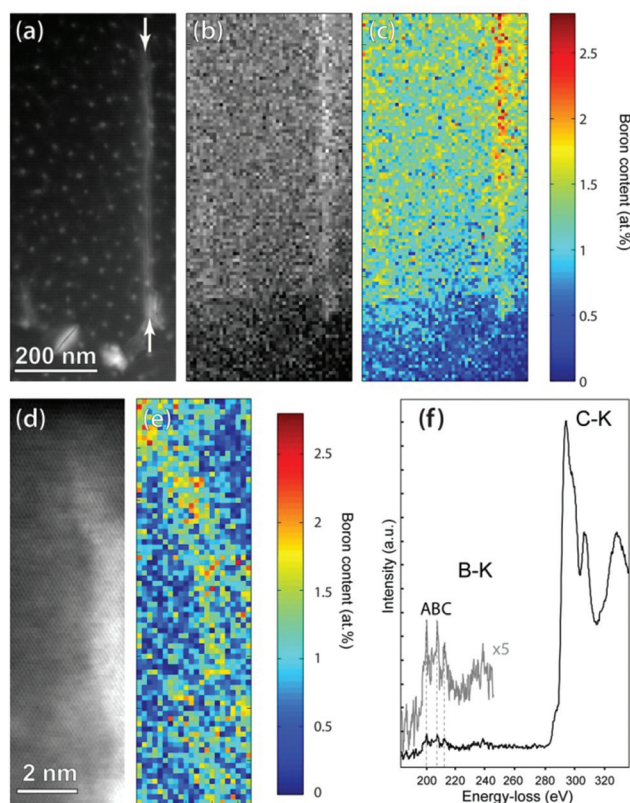 (a)
200 nm
(b)
(c)
2.5
2
1.5
1
0.5
0
Boron content (at.%)
(d)
2 nm
(e)
2.5
2
1.5
1
0.5
0
Boron content (at.%)
(f)
C-K
B-K
ABC
x5
Intensity (a.u.)
200 220 240 260 280 300 320
Energy-loss (eV)